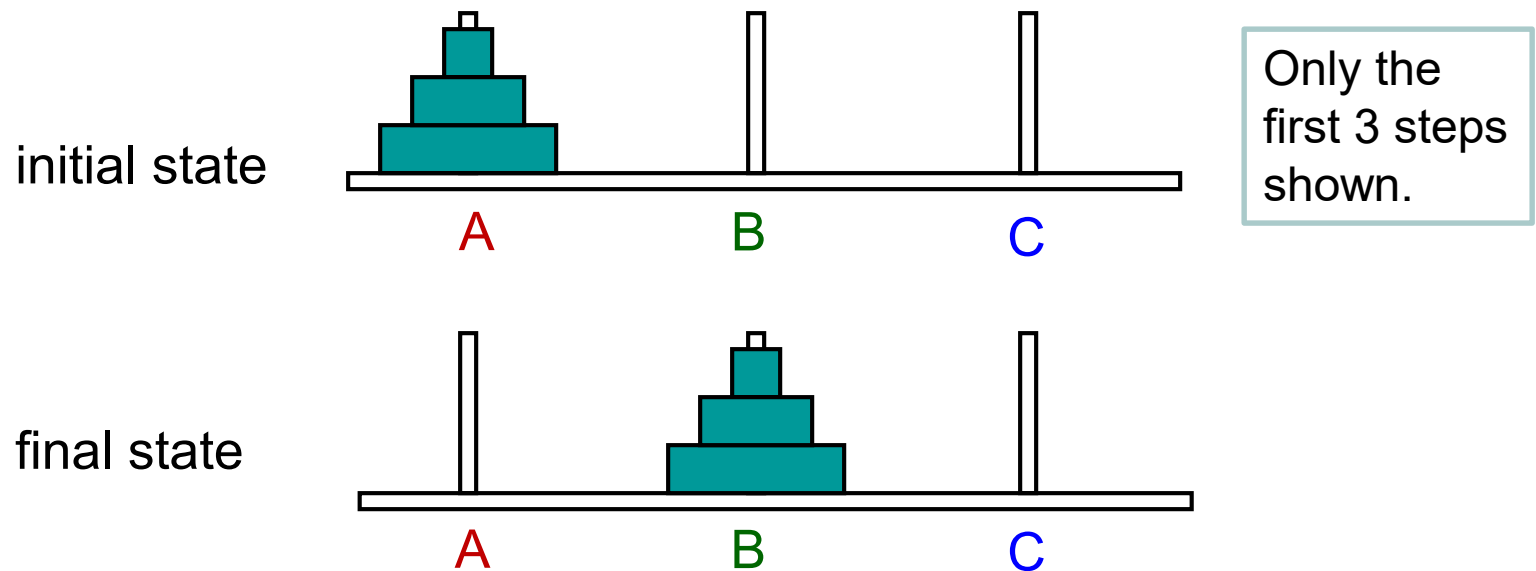 Only the
first 3 steps
shown.
initial state
A B C
final state
A B C